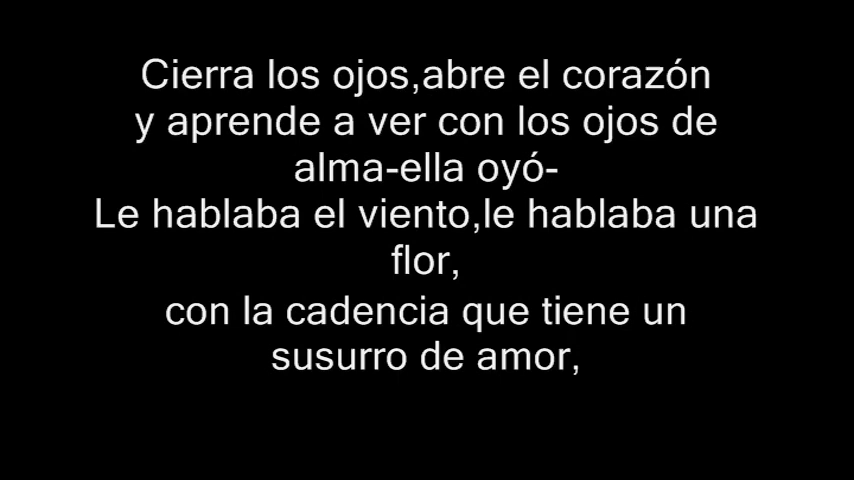 Cierra los ojos,abre el corazón
y aprende a ver con los ojos de
alma-ella oyó-
Le hablaba el viento,le hablaba una
flor,
con la cadencia que tiene un
susurro de amor,